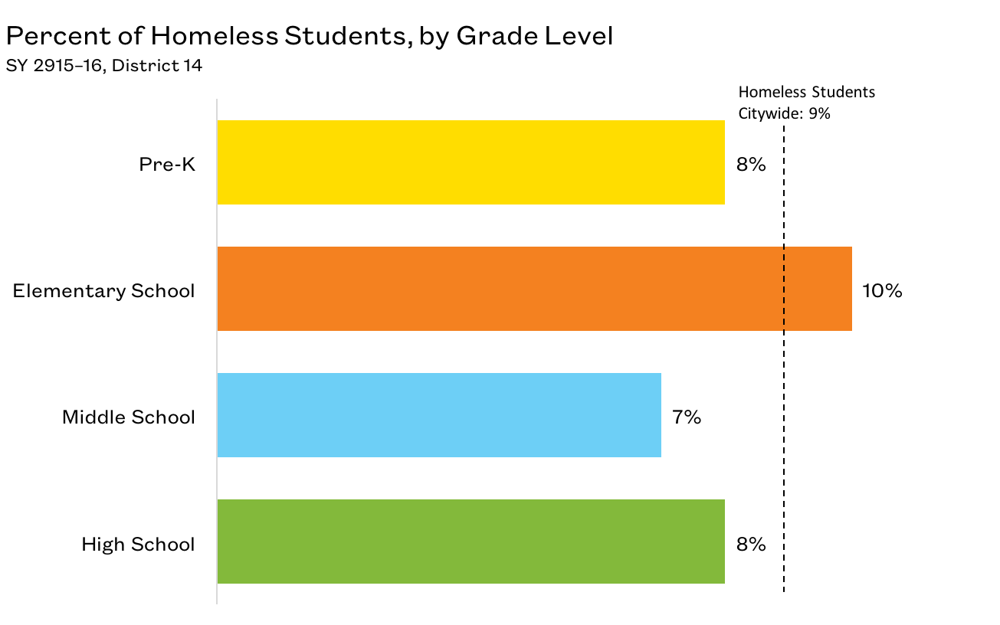 Percent of Homeless Students, by Grade Level
SY 2915–16, District 14
Homeless Students
Citywide: 9%
Pre-K
8%
Elementary School
10%
Middle School
7%
High School
8%